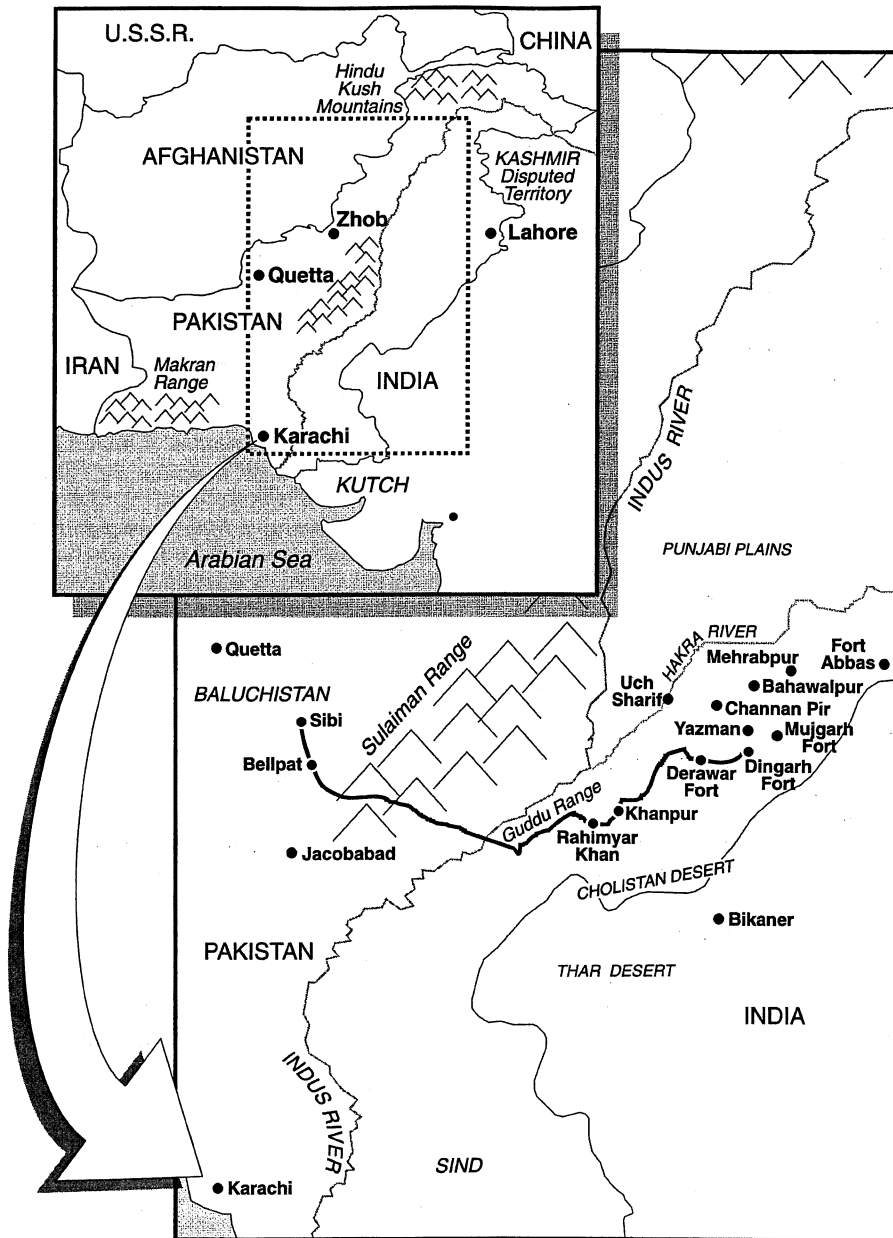 U.S.S.R.
CHINA
Hindu
Kush
Mountains
AFGHANISTAN
KASHMIR
Disputed
Territory
Zhob
Lahore
Quetta
PAKISTAN
IRAN
Makran
Range
INDIA
Karachi
KUTCH
Arabian Sea
INDUS RIVER
PUNJABI PLAINS
HAKRA RIVER
Quetta
BALUCHISTAN
Sulaiman Range
Sibi
Bellpat
Jacobabad
Uch
Sharif
Mehrabpur
Fort
Abbas
Bahawalpur
Channan Pir
Yazman
Mujgarh
Fort
Derawar
Fort
Dingarh
Fort
Guddu Range
Khanpur
Rahimyar
Khan
CHOLISTAN DESERT
Bikaner
PAKISTAN
THAR DESERT
INDIA
INDUS RIVER
SIND
Karachi